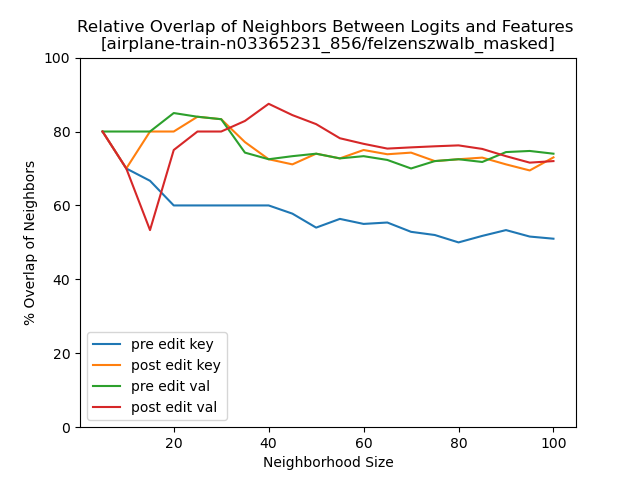 Relative Overlap of Neighbors Between Logits and Features
[airplane-train-n03365231_856/felzenszwalb_masked]
100
80
60
40
20
0
% Overlap of Neighbors
pre edit key
post edit key
pre edit val
post edit val
20 40 60 80 100
Neighborhood Size